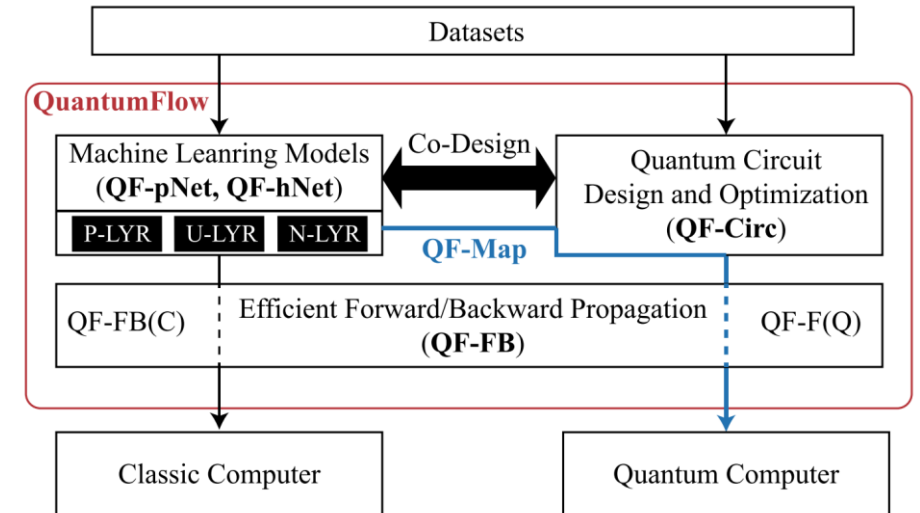 Datasets
QuantumFlow
Machine Leanring Models
(QF-pNet, QF-hNet)
P-LYR U-LYR N-LYR
Co-Design
QF-Map
Quantum Circuit
Design and Optimization
(QF-Circ)
QF-FB(C)
Efficient Forward/Backward Propagation
(QF-FB)
QF-F(Q)
Classic Computer
Quantum Computer